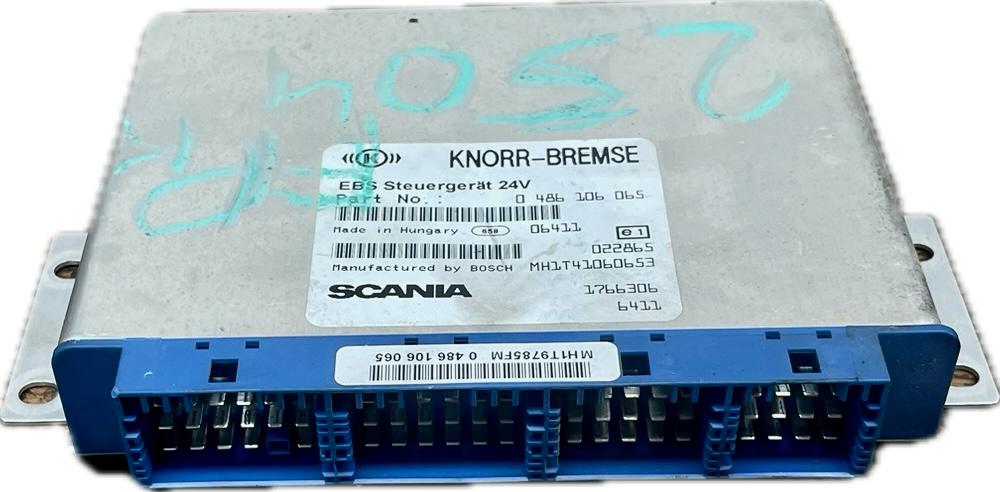 2504
KNORR-BREMSE
EBS Steuergerät 24V
Part No.: 0 486 106 065
Made in Hungary 658 06411 e1
022865
Manufactured by BOSCH MH1T41060653
SCANIA 1766306
6411
MH1T9785FM 0 486 106 065